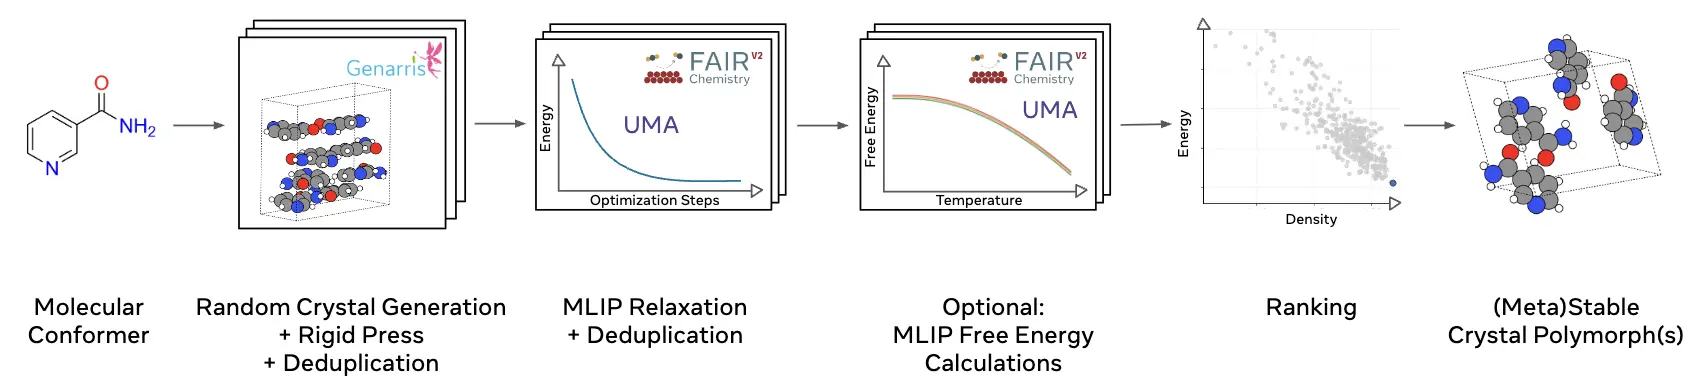 O
NH2
N
Genarris
Energy
FAIR V2
Chemistry
UMA
Optimization Steps
Free Energy
FAIR V2
Chemistry
UMA
Temperature
Energy
Density
Molecular
Conformer
Random Crystal Generation
+ Rigid Press
+ Deduplication
MLIP Relaxation
+ Deduplication
Optional:
MLIP Free Energy
Calculations
Ranking
(Meta)Stable
Crystal Polymorph(s)